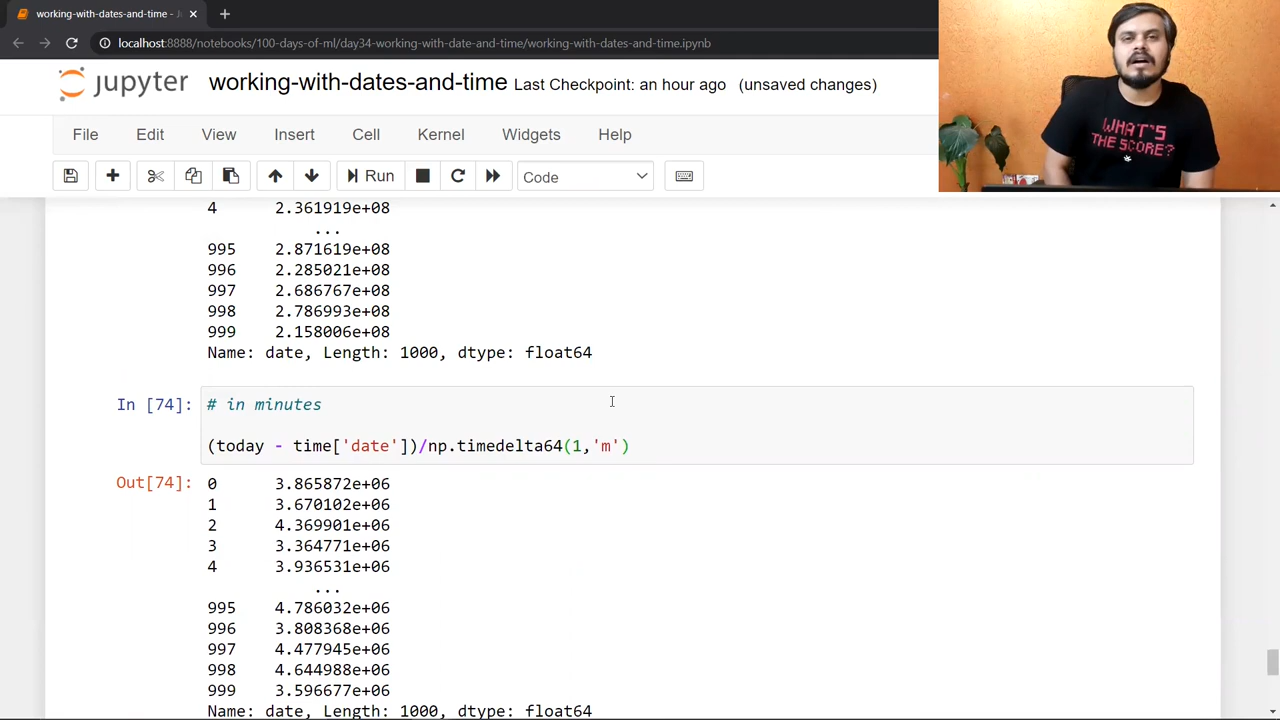 working-with-dates-and-time -
localhost:8888/notebooks/100-days-of-ml/day34-working-with-date-and-time/working-with-dates-and-time.ipynb
jupyter working-with-dates-and-time Last Checkpoint: an hour ago (unsaved changes)
File Edit View Insert Cell Kernel Widgets Help
Run Code
WHAT'S
THE SCORE?
4 2.361919e+08
...
995 2.871619e+08
996 2.285021e+08
997 2.686767e+08
998 2.786993e+08
999 2.158006e+08
Name: date, Length: 1000, dtype: float64
In [74]: # in minutes
(today - time['date'])/np.timedelta64(1,'m')
Out[74]: 0 3.865872e+06
1 3.670102e+06
2 4.369901e+06
3 3.364771e+06
4 3.936531e+06
...
995 4.786032e+06
996 3.808368e+06
997 4.477945e+06
998 4.644988e+06
999 3.596677e+06
Name: date, Length: 1000, dtype: float64